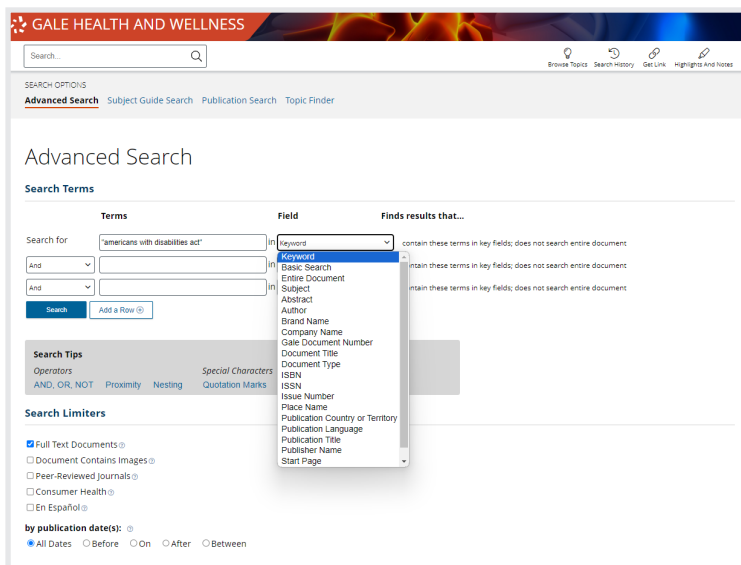 GALE HEALTH AND WELLNESS
Search...
Browse Topics Search History Get Link Highlights And Notes
SEARCH OPTIONS
Advanced Search Subject Guide Search Publication Search Topic Finder
Advanced Search
Search Terms
Terms Field Finds results that...
Search for "americans with disabilities act" in Keyword contain these terms in key fields; does not search entire document
Keyword
And in contain these terms in key fields; does not search entire document
Basic Search
Entire Document
And in contain these terms in key fields; does not search entire document
Subject
Abstract
Search Add a Row
Author
Brand Name
Company Name
Gale Document Number
Document Title
Document Type
ISBN
ISSN
Issue Number
Place Name
Publication Country or Territory
Publication Language
Publication Title
Publisher Name
Start Page
Search Tips
Operators Special Characters
AND, OR, NOT Proximity Nesting Quotation Marks
Search Limiters
Full Text Documents
Document Contains Images
Peer-Reviewed Journals
Consumer Health
En Español
by publication date(s):
All Dates Before On After Between